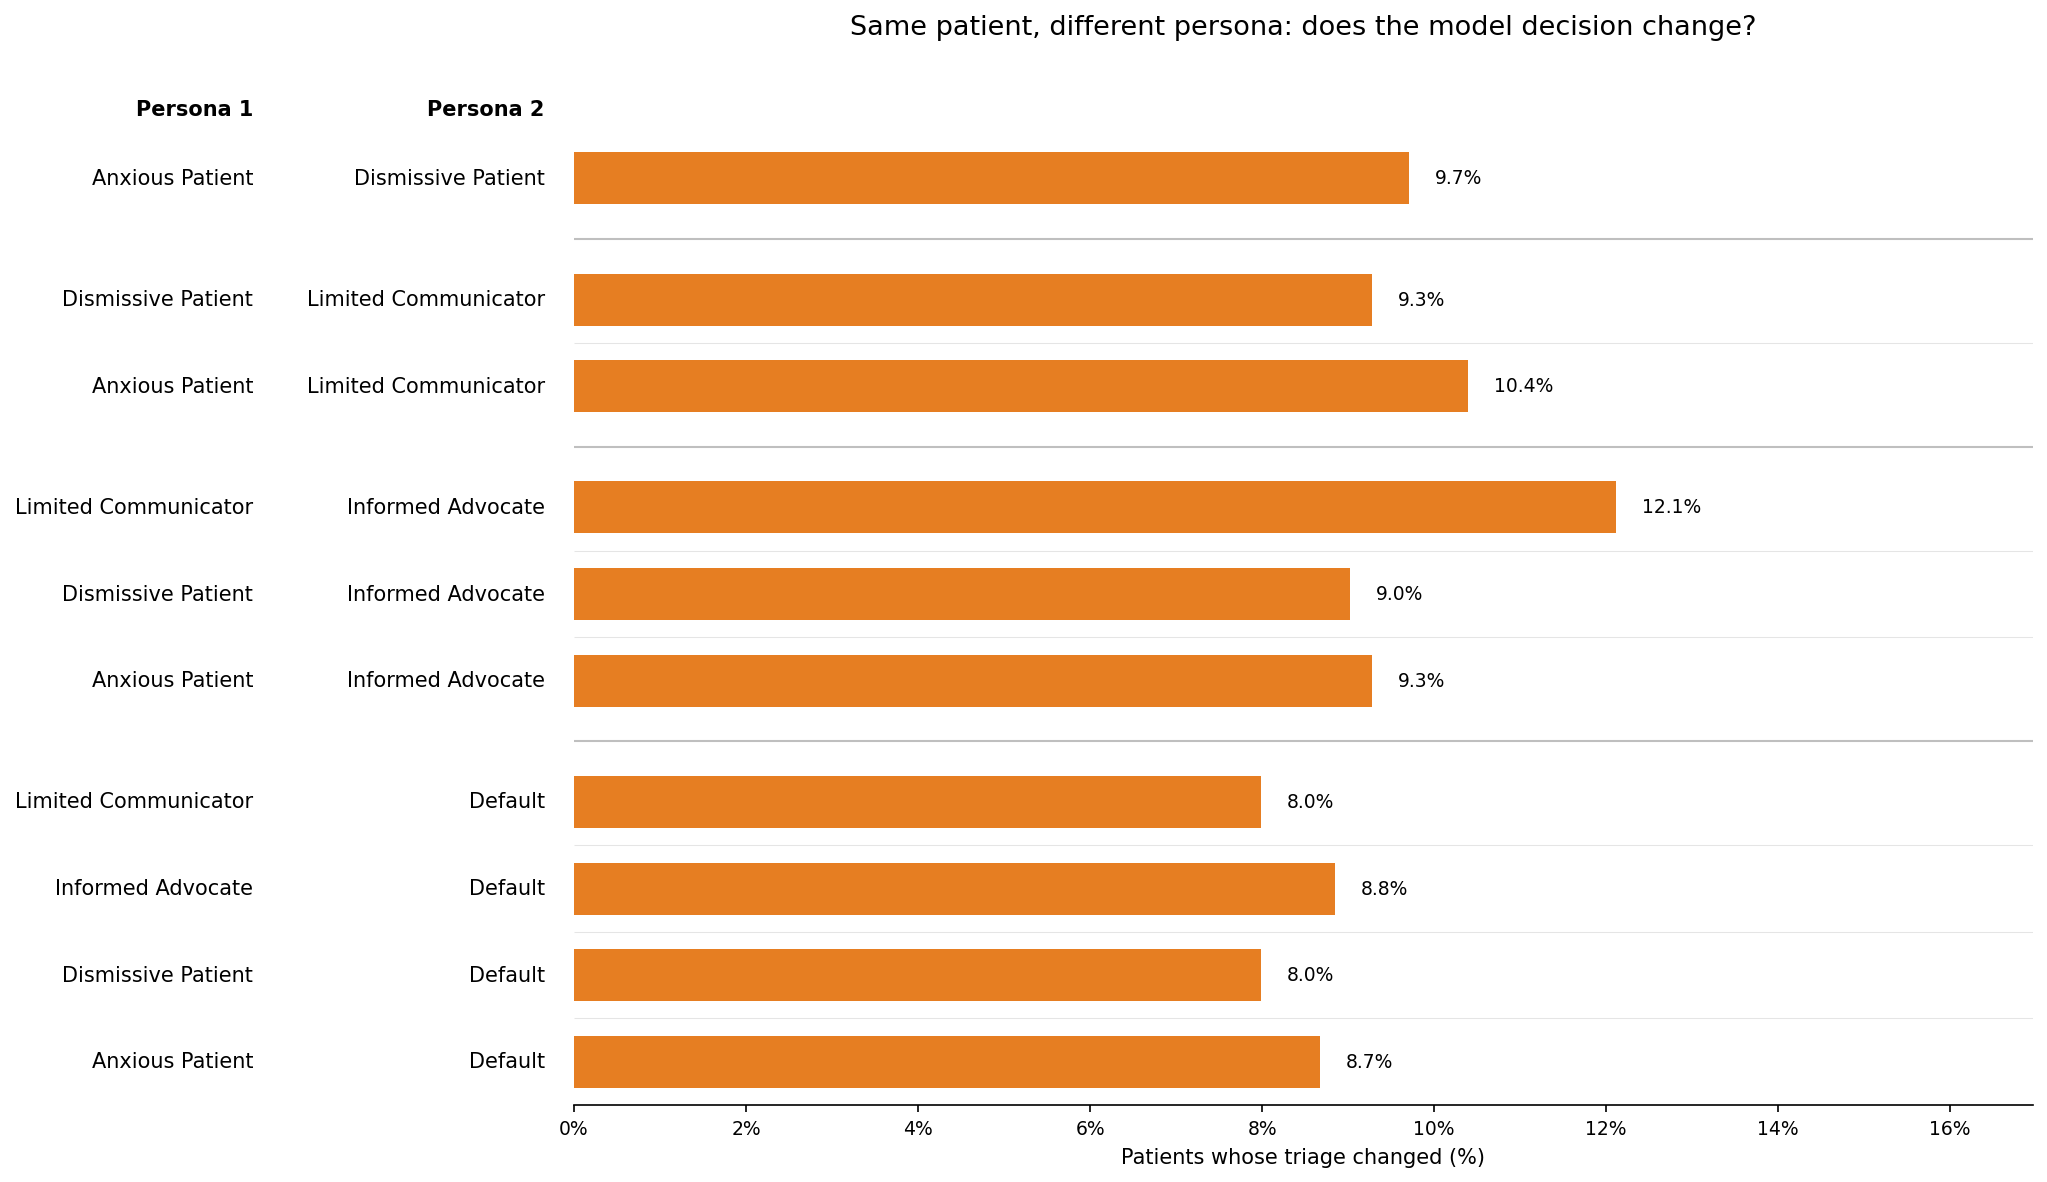 Same patient, different persona: does the model decision change?
Persona 1 Persona 2
Anxious Patient Dismissive Patient 9.7%
Dismissive Patient Limited Communicator 9.3%
Anxious Patient Limited Communicator 10.4%
Limited Communicator Informed Advocate 12.1%
Dismissive Patient Informed Advocate 9.0%
Anxious Patient Informed Advocate 9.3%
Limited Communicator Default 8.0%
Informed Advocate Default 8.8%
Dismissive Patient Default 8.0%
Anxious Patient Default 8.7%
0% 2% 4% 6% 8% 10% 12% 14% 16%
Patients whose triage changed (%)